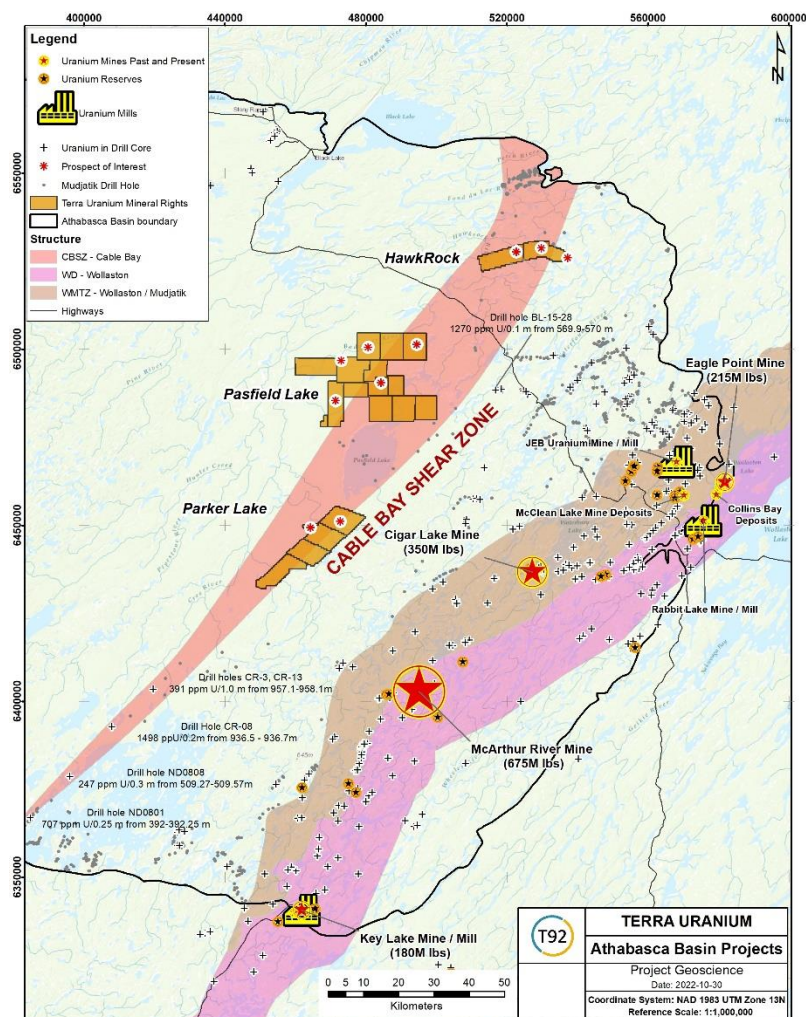 400000
440000
480000
520000
560000
600000
Legend
Uranium Mines Past and Present
Uranium Reserves
Uranium Mills
Uranium in Drill Core
Prospect of Interest
Mudjatik Drill Hole
Terra Uranium Mineral Rights
Athabasca Basin boundary
Structure
CBSZ - Cable Bay
WD - Wollaston
WMTZ - Wollaston / Mudjatik
Highways
N
Black Lake
Black Lake
6550000
HawkRock
Drill hole BL-15-28
1270 ppm U/0.1 m from 569.9-570 m
6500000
Eagle Point Mine
(215M lbs)
Pasfield Lake
JEB Uranium Mine / Mill
Pasfield Lake
CABLE BAY SHEAR ZONE
McClean Lake Mine Deposits
Collins Bay
Deposits
Parker Lake
6450000
Cigar Lake Mine
(350M lbs)
Rabbit Lake Mine / Mill
Drill holes CR-3, CR-13
391 ppm U/1.0 m from 957.1-958.1m
6400000
Drill Hole CR-08
1498 ppU/0.2m from 936.5 - 936.7m
McArthur River Mine
(675M lbs)
Drill hole ND0808
247 ppm U/0.3 m from 509.27-509.57m
Drill hole ND0801
707 ppm U/0.25 m from 392-392.25 m
6350000
Key Lake Mine / Mill
(180M lbs)
0 5 10 20 30 40 50
Kilometers
T92
TERRA URANIUM
Athabasca Basin Projects
Project Geoscience
Date: 2022-10-30
Coordinate System: NAD 1983 UTM Zone 13N
Reference Scale: 1:1,000,000